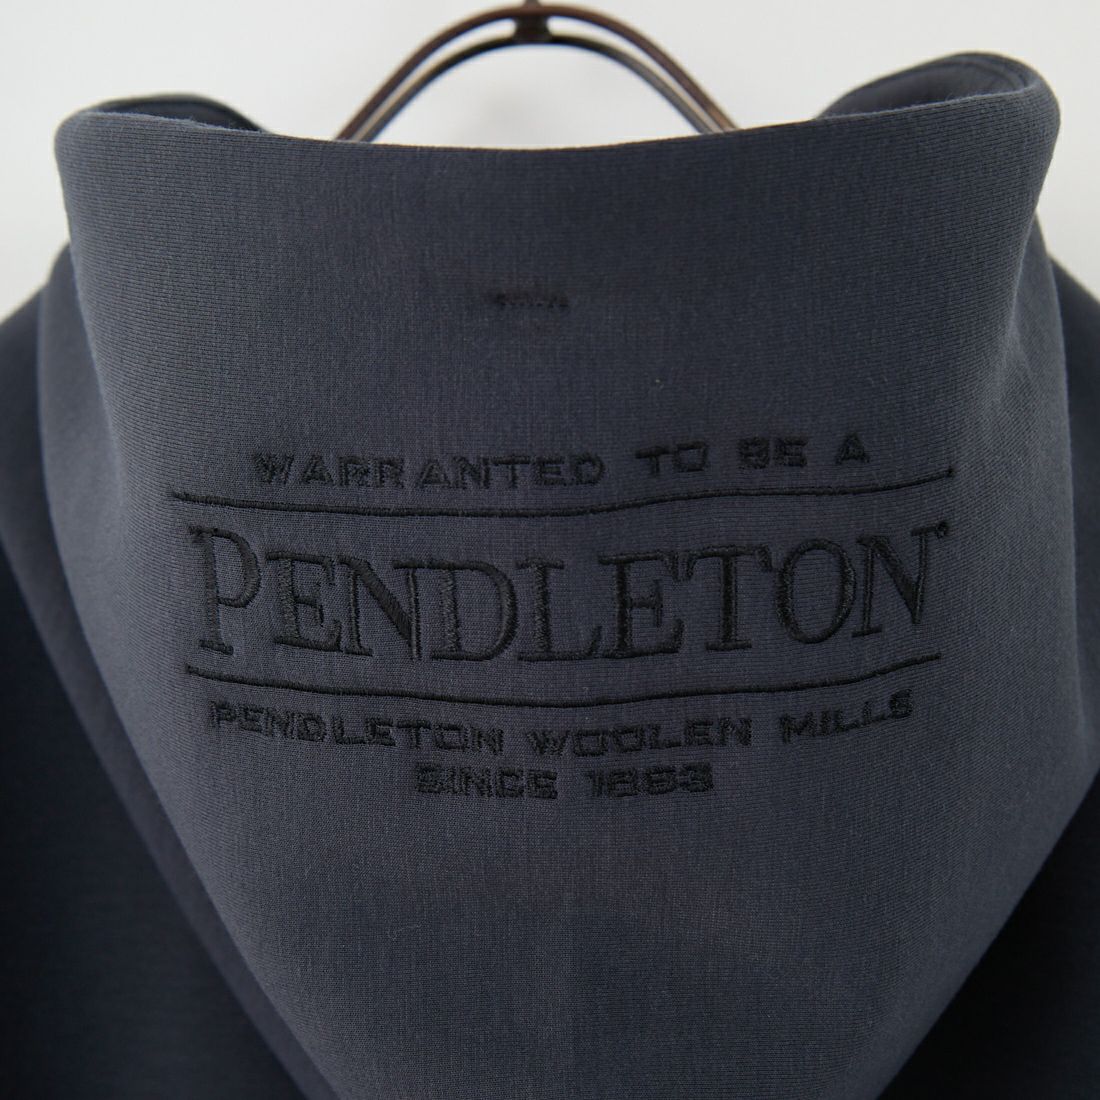 WARRANTED TO BE A
PENDLETON®
PENDLETON WOOLEN MILLS
SINCE 1863